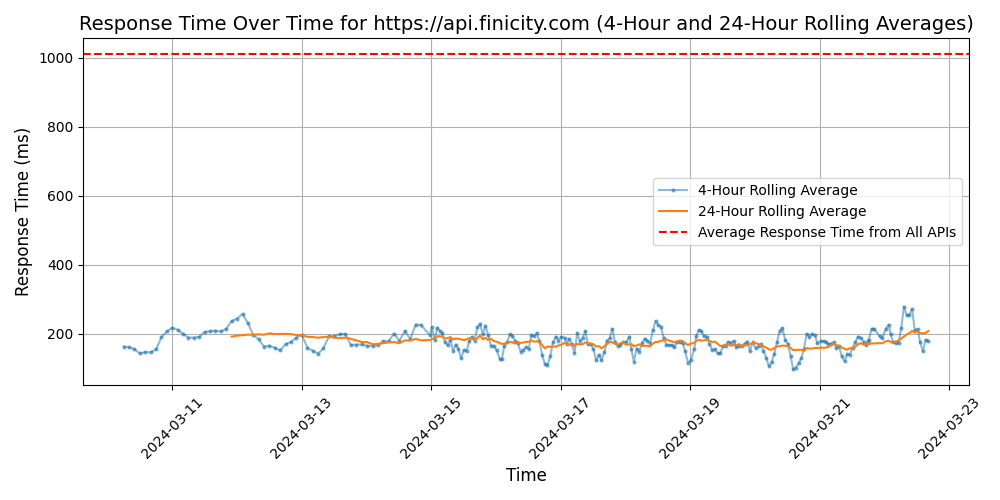 Response Time Over Time for https://api.finicity.com (4-Hour and 24-Hour Rolling Averages)
Response Time (ms)
1000
800
600
400
200
4-Hour Rolling Average
24-Hour Rolling Average
Average Response Time from All APIs
2024-03-11
2024-03-13
2024-03-15
2024-03-17
2024-03-19
2024-03-21
2024-03-23
Time